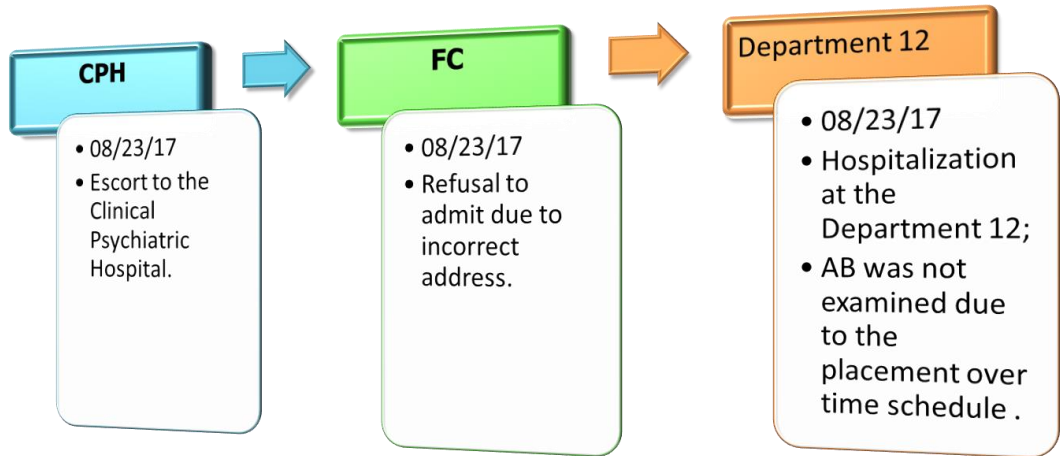 CPH
• 08/23/17
• Escort to the
Clinical
Psychiatric
Hospital.
FC
• 08/23/17
• Refusal to
admit due to
incorrect
address.
Department 12
• 08/23/17
• Hospitalization
at the
Department 12;
• AB was not
examined due
to the
placement over
time schedule .